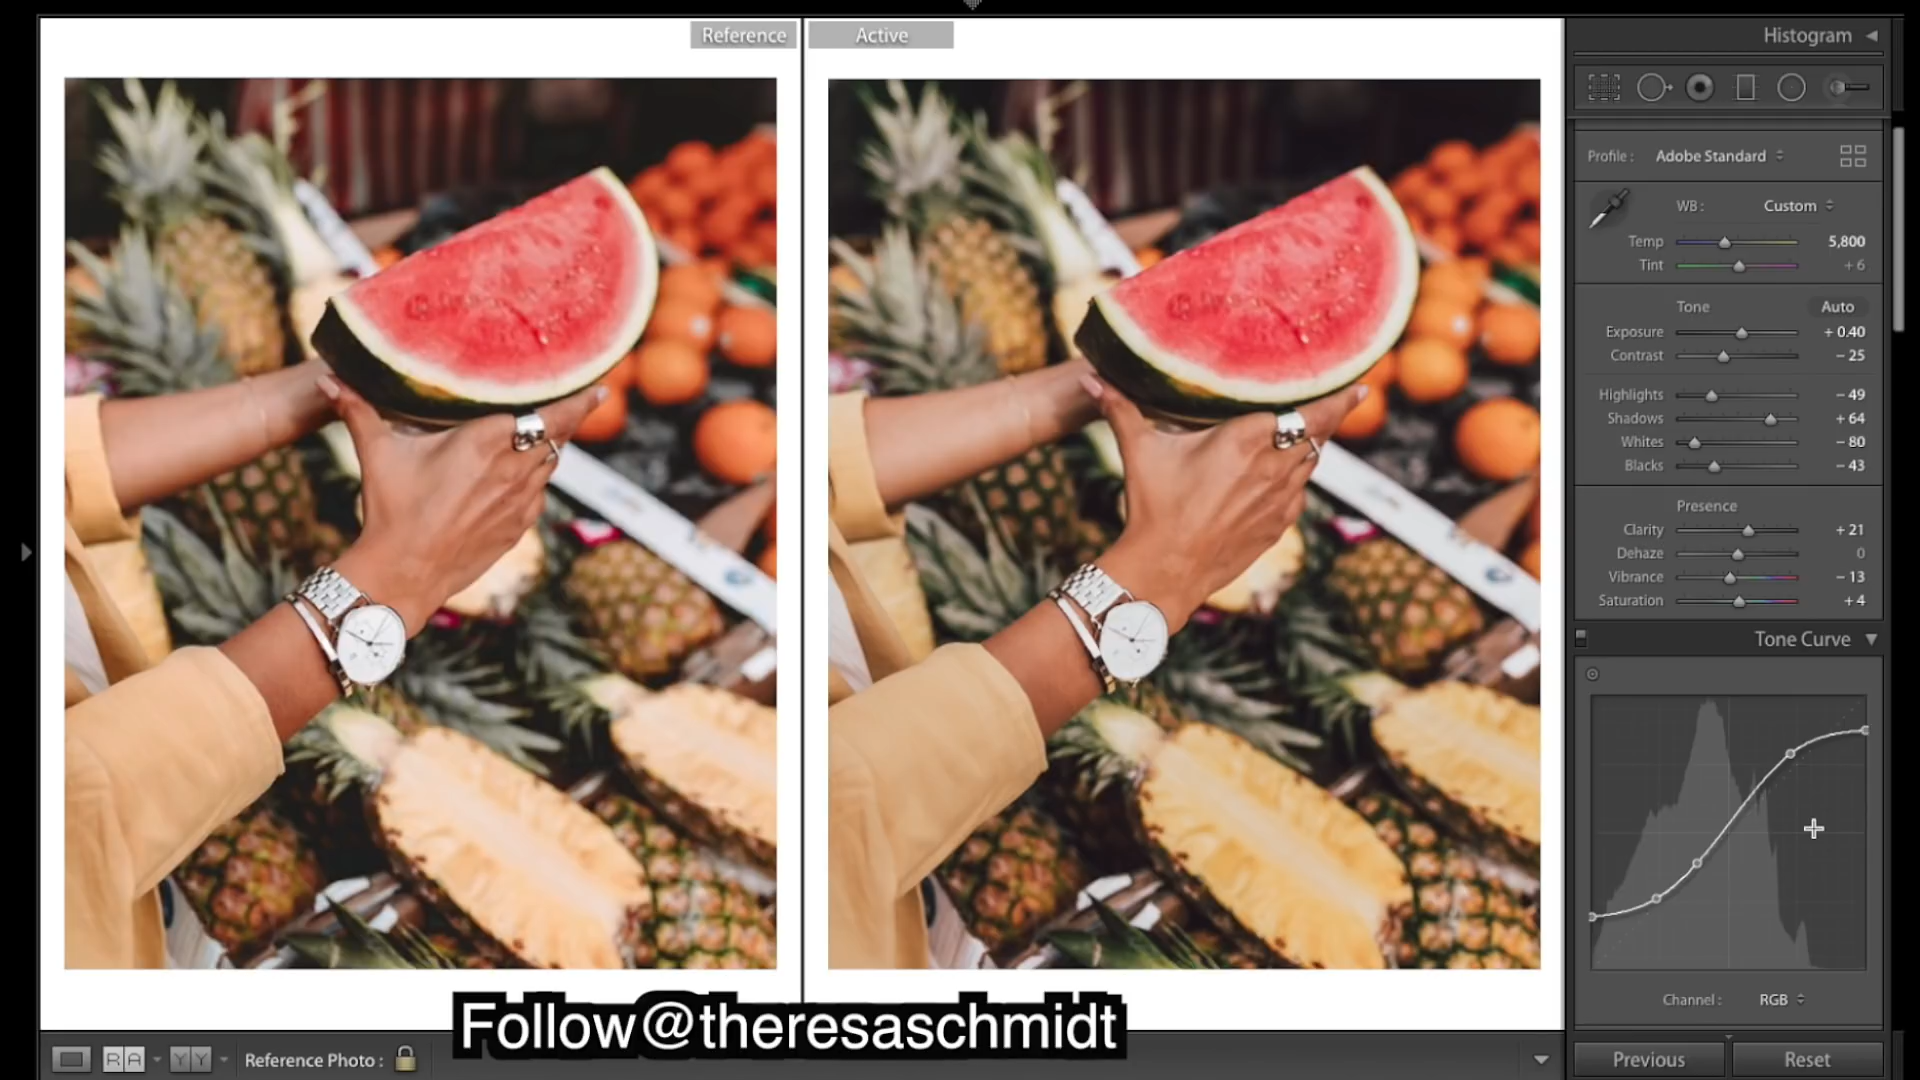 Reference
Active
Histogram
Profile : Adobe Standard
WB : Custom
Temp 5,800
Tint + 6
Tone Auto
Exposure + 0.40
Contrast − 25
Highlights − 49
Shadows + 64
Whites − 80
Blacks − 43
Presence
Clarity + 21
Dehaze 0
Vibrance − 13
Saturation + 4
Tone Curve
Channel : RGB
Follow@theresaschmidt
RA YY Reference Photo :
Previous Reset